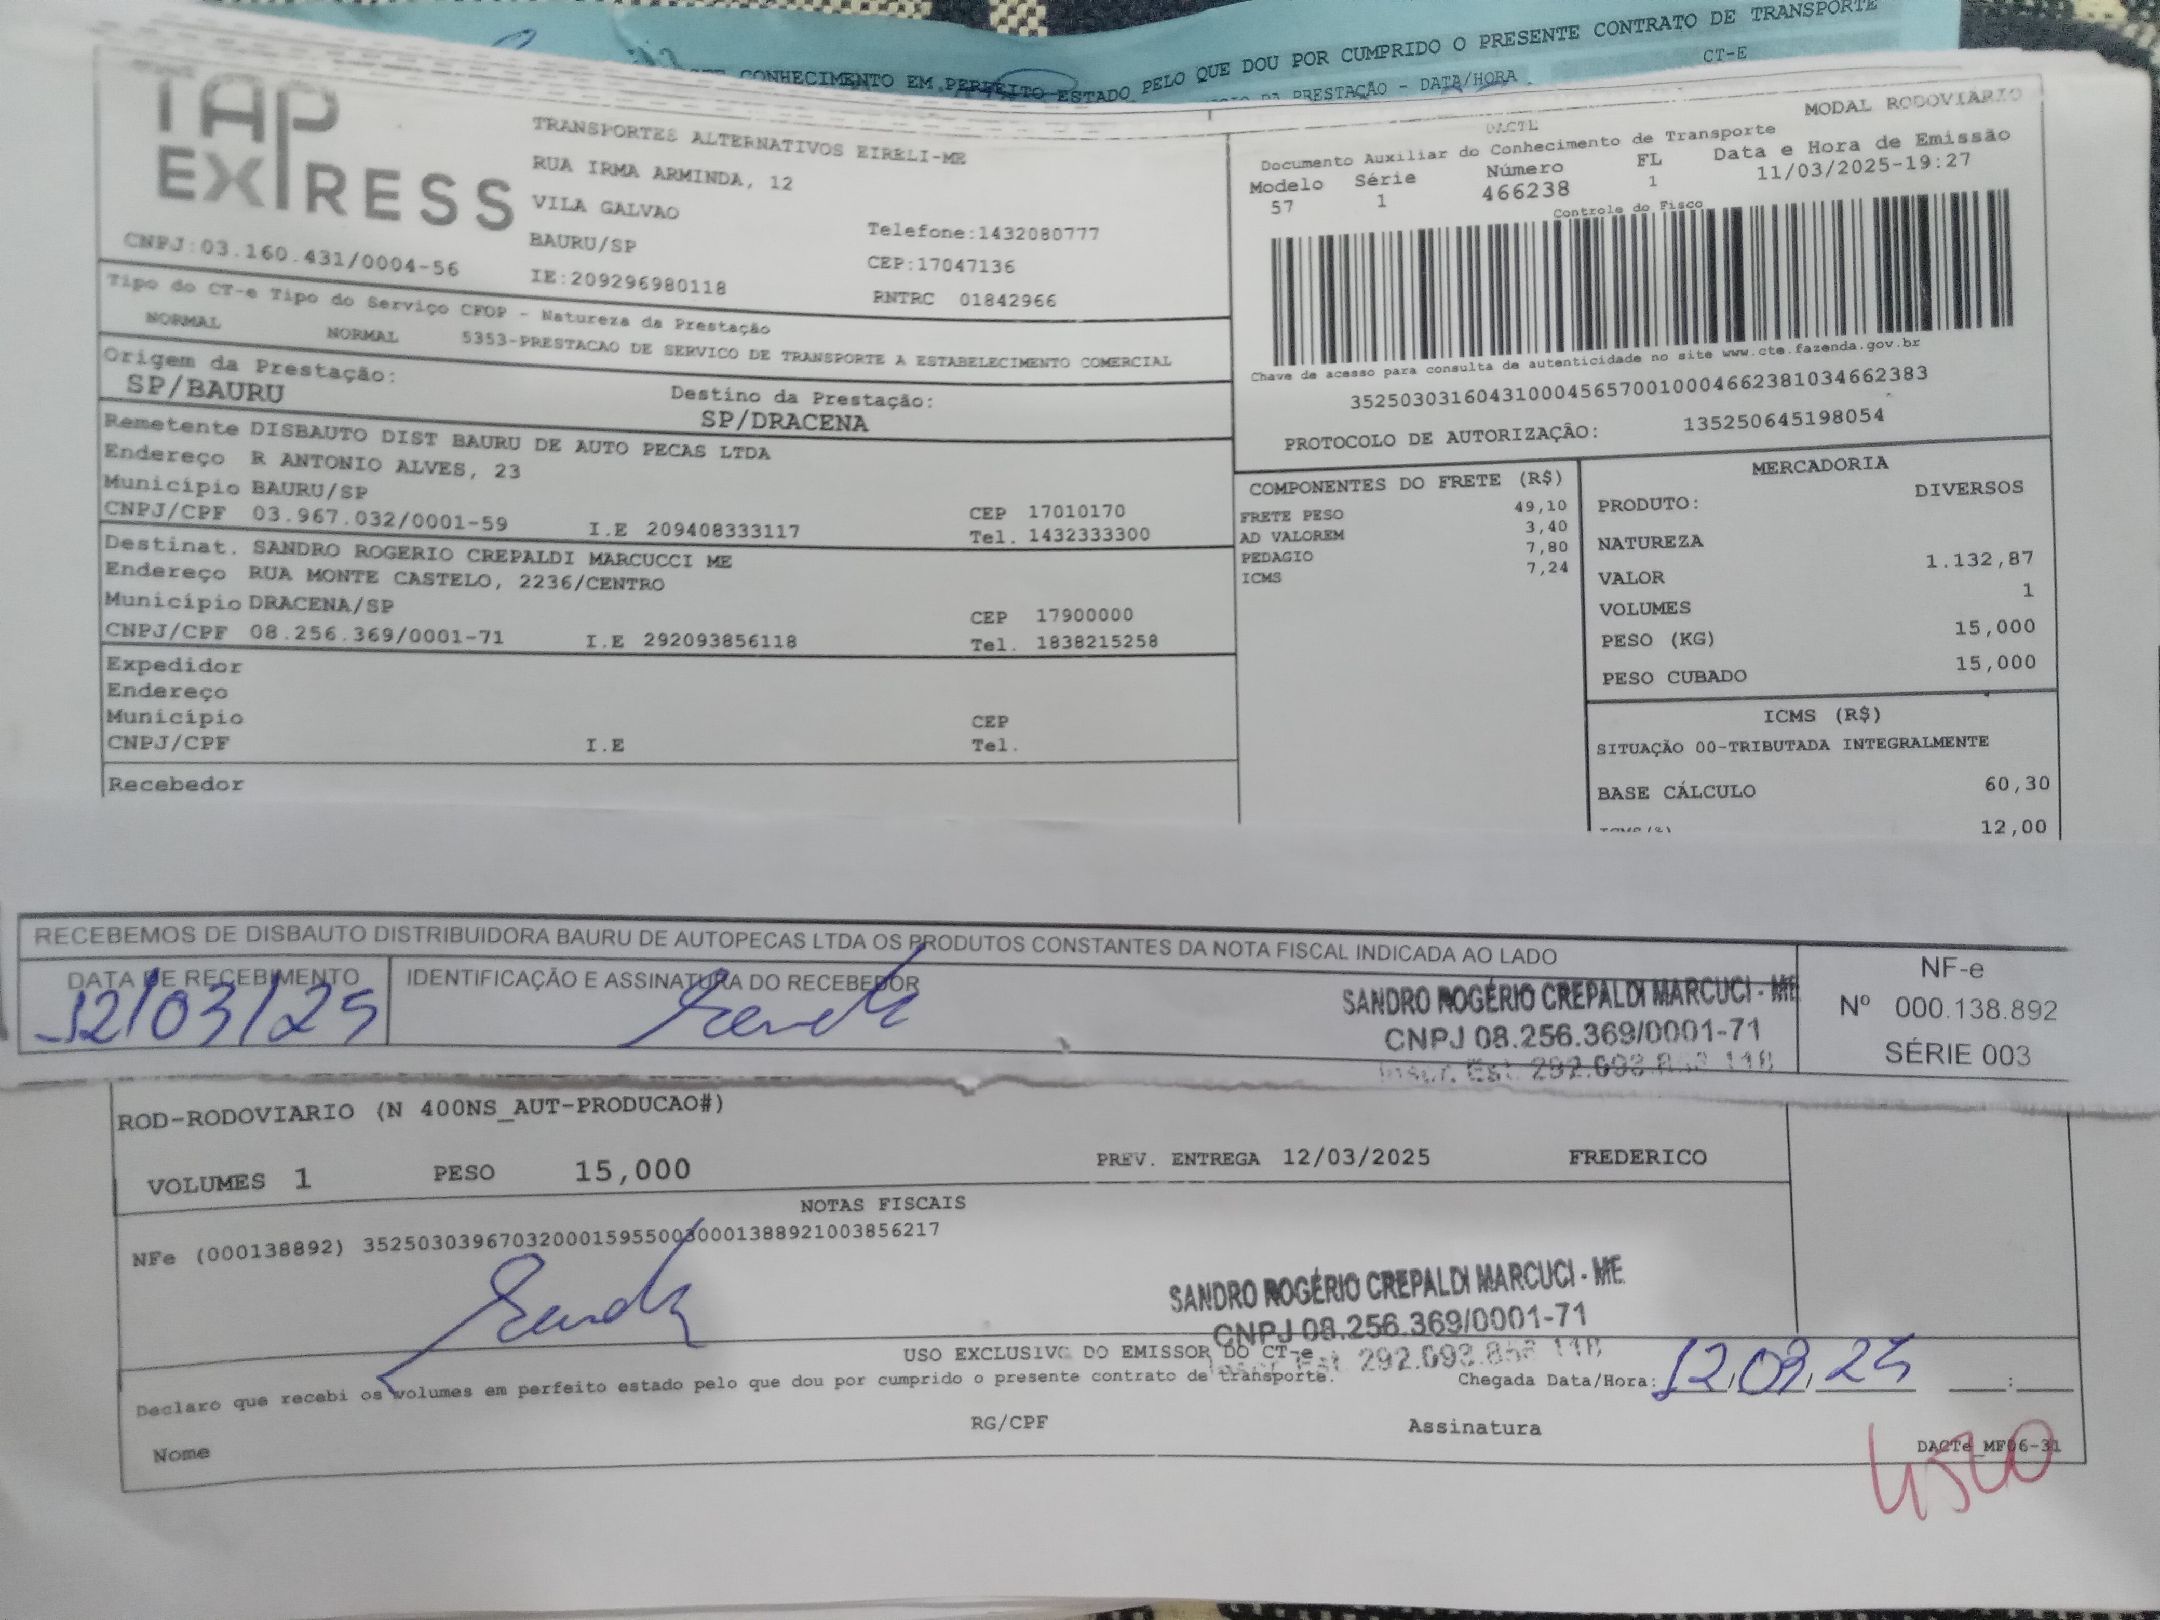 CONHECIMENTO EM PERFEITO ESTADO PELO QUE DOU POR CUMPRIDO O PRESENTE CONTRATO DE TRANSPORTE
PRESTAÇÃO - DATA/HORA
CT-E
TAP EXPRESS
CNPJ:03.160.431/0004-56
TRANSPORTES ALTERNATIVOS EIRELI-ME
RUA IRMA ARMINDA, 12
VILA GALVAO
BAURU/SP
IE:209296980118
Telefone:1432080777
CEP:17047136
RNTRC 01842966
DACTE
MODAL RODOVIÁRIO
Documento Auxiliar do Conhecimento de Transporte
Modelo Série Número FL Data e Hora de Emissão
57 1 466238 1 11/03/2025-19:27
Controle do Fisco
Chave de acesso para consulta de autenticidade no site www.cte.fazenda.gov.br
35250303160431000456570010004662381034662383
PROTOCOLO DE AUTORIZAÇÃO: 135250645198054
Tipo do CT-e Tipo do Serviço CFOP - Natureza da Prestação
NORMAL NORMAL 5353-PRESTACAO DE SERVICO DE TRANSPORTE A ESTABELECIMENTO COMERCIAL
Origem da Prestação: Destino da Prestação:
SP/BAURU SP/DRACENA
Remetente DISBAUTO DIST BAURU DE AUTO PECAS LTDA
Endereço R ANTONIO ALVES, 23
Município BAURU/SP CEP 17010170
CNPJ/CPF 03.967.032/0001-59 I.E 209408333117 Tel. 1432333300
Destinat. SANDRO ROGERIO CREPALDI MARCUCCI ME
Endereço RUA MONTE CASTELO, 2236/CENTRO
Município DRACENA/SP CEP 17900000
CNPJ/CPF 08.256.369/0001-71 I.E 292093856118 Tel. 1838215258
Expedidor
Endereço
Município CEP
CNPJ/CPF I.E Tel.
Recebedor
COMPONENTES DO FRETE (R$)
FRETE PESO 49,10
AD VALOREM 3,40
PEDAGIO 7,80
ICMS 7,24
MERCADORIA
PRODUTO: DIVERSOS
NATUREZA
VALOR 1.132,87
VOLUMES 1
PESO (KG) 15,000
PESO CUBADO 15,000
ICMS (R$)
SITUAÇÃO 00-TRIBUTADA INTEGRALMENTE
BASE CÁLCULO 60,30
12,00
RECEBEMOS DE DISBAUTO DISTRIBUIDORA BAURU DE AUTOPECAS LTDA OS PRODUTOS CONSTANTES DA NOTA FISCAL INDICADA AO LADO
DATA DE RECEBIMENTO IDENTIFICAÇÃO E ASSINATURA DO RECEBEDOR
12/03/25
SANDRO ROGÉRIO CREPALDI MARCUCI - ME
CNPJ 08.256.369/0001-71
Inscr. Est. 292.093.856 118
NF-e
Nº 000.138.892
SÉRIE 003
ROD-RODOVIARIO (N 400NS_AUT-PRODUCAO#)
VOLUMES 1 PESO 15,000 PREV. ENTREGA 12/03/2025 FREDERICO
NOTAS FISCAIS
NFe (000138892) 35250303967032000159550030001388921003856217
SANDRO ROGÉRIO CREPALDI MARCUCI - ME
CNPJ 08.256.369/0001-71
Inscr. Est. 292.093.856 118
USO EXCLUSIVO DO EMISSOR DO CT-e
Declaro que recebi os volumes em perfeito estado pelo que dou por cumprido o presente contrato de transporte. Chegada Data/Hora: 12,03,25 :
Nome RG/CPF Assinatura
DACTe_MF06-31